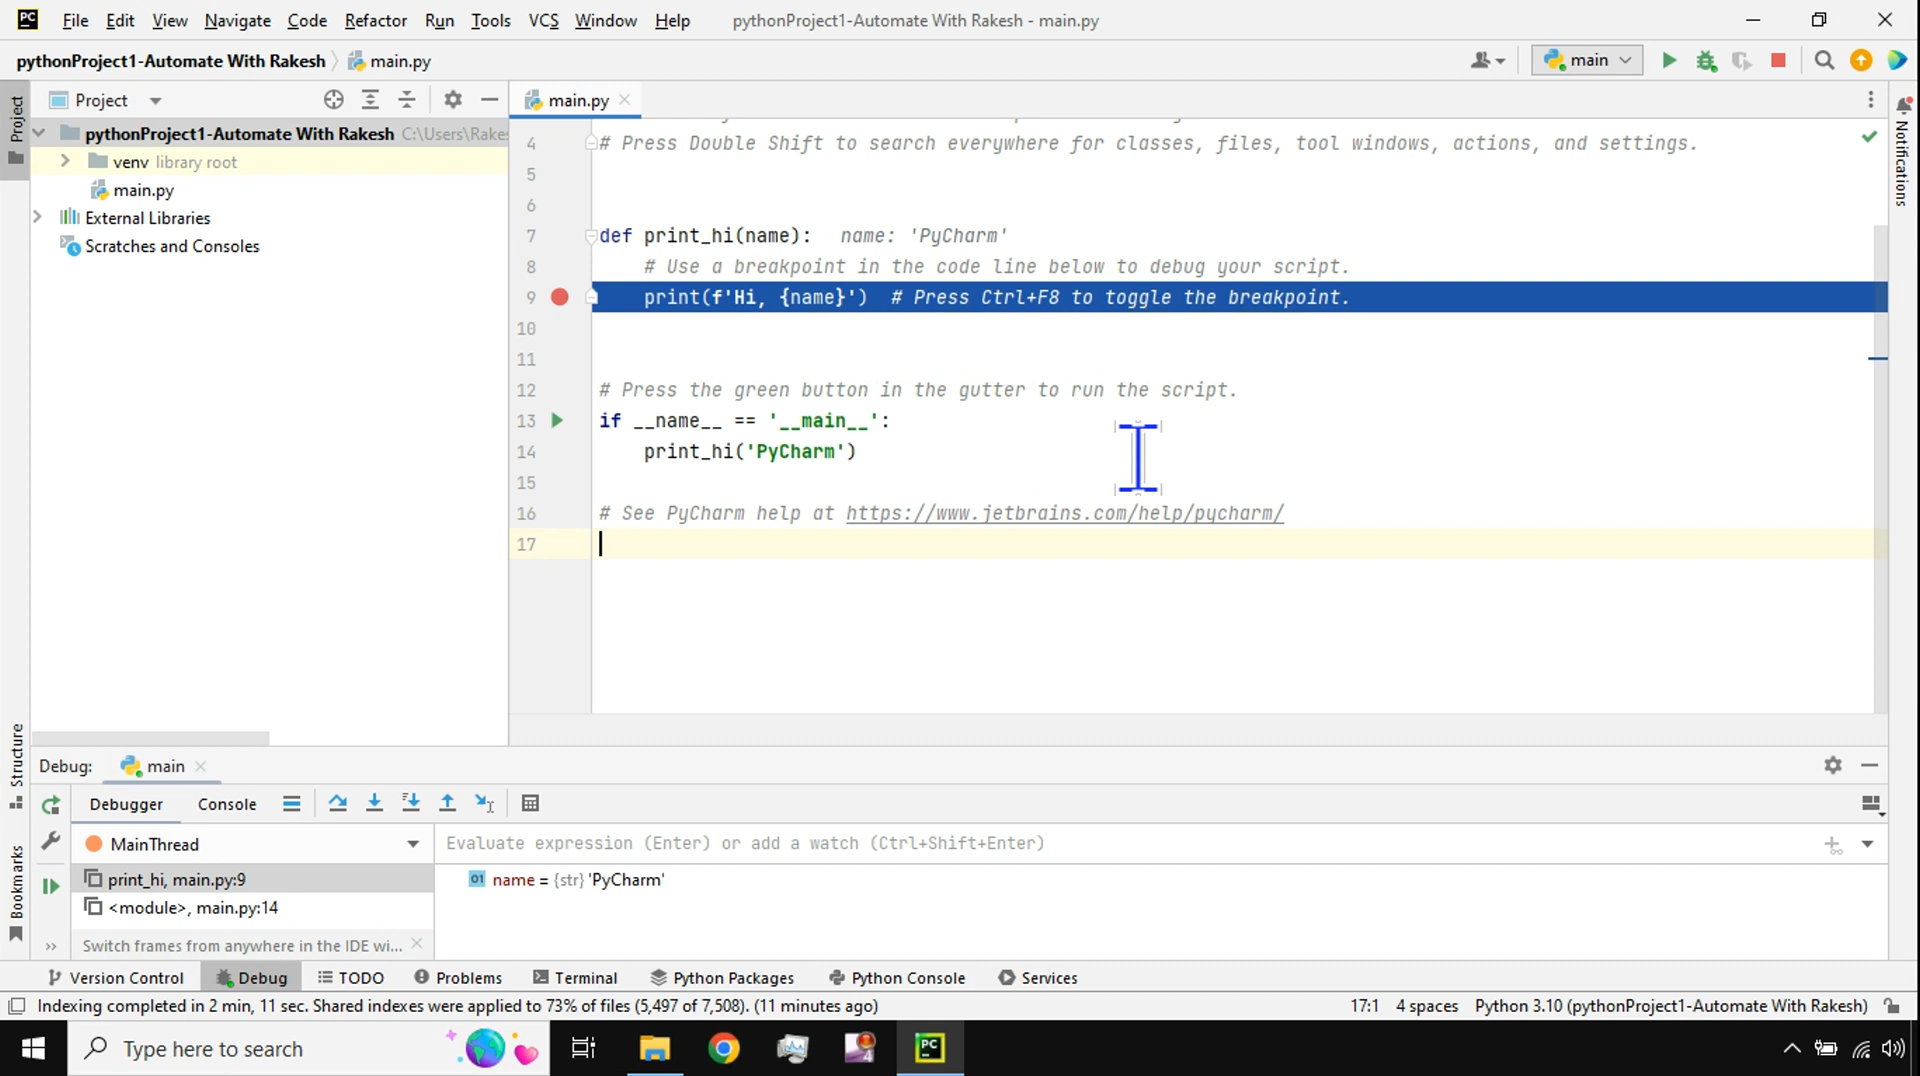 PC File Edit View Navigate Code Refactor Run Tools VCS Window Help pythonProject1-Automate With Rakesh - main.py
pythonProject1-Automate With Rakesh main.py main
Project main.py
Project
pythonProject1-Automate With Rakesh C:\Users\Rake
venv library root
main.py
External Libraries
Scratches and Consoles
4 # Press Double Shift to search everywhere for classes, files, tool windows, actions, and settings.
5
6
7 def print_hi(name): name: 'PyCharm'
8 # Use a breakpoint in the code line below to debug your script.
9 print(f'Hi, {name}') # Press Ctrl+F8 to toggle the breakpoint.
10
11
12 # Press the green button in the gutter to run the script.
13 if __name__ == '__main__':
14 print_hi('PyCharm')
15
16 # See PyCharm help at https://www.jetbrains.com/help/pycharm/
17
Notifications
Structure
Bookmarks
Debug: main
Debugger Console
MainThread Evaluate expression (Enter) or add a watch (Ctrl+Shift+Enter)
print_hi, main.py:9 01 name = {str} 'PyCharm'
<module>, main.py:14
Switch frames from anywhere in the IDE wi...
Version Control Debug TODO Problems Terminal Python Packages Python Console Services
Indexing completed in 2 min, 11 sec. Shared indexes were applied to 73% of files (5,497 of 7,508). (11 minutes ago) 17:1 4 spaces Python 3.10 (pythonProject1-Automate With Rakesh)
Type here to search 4 PC